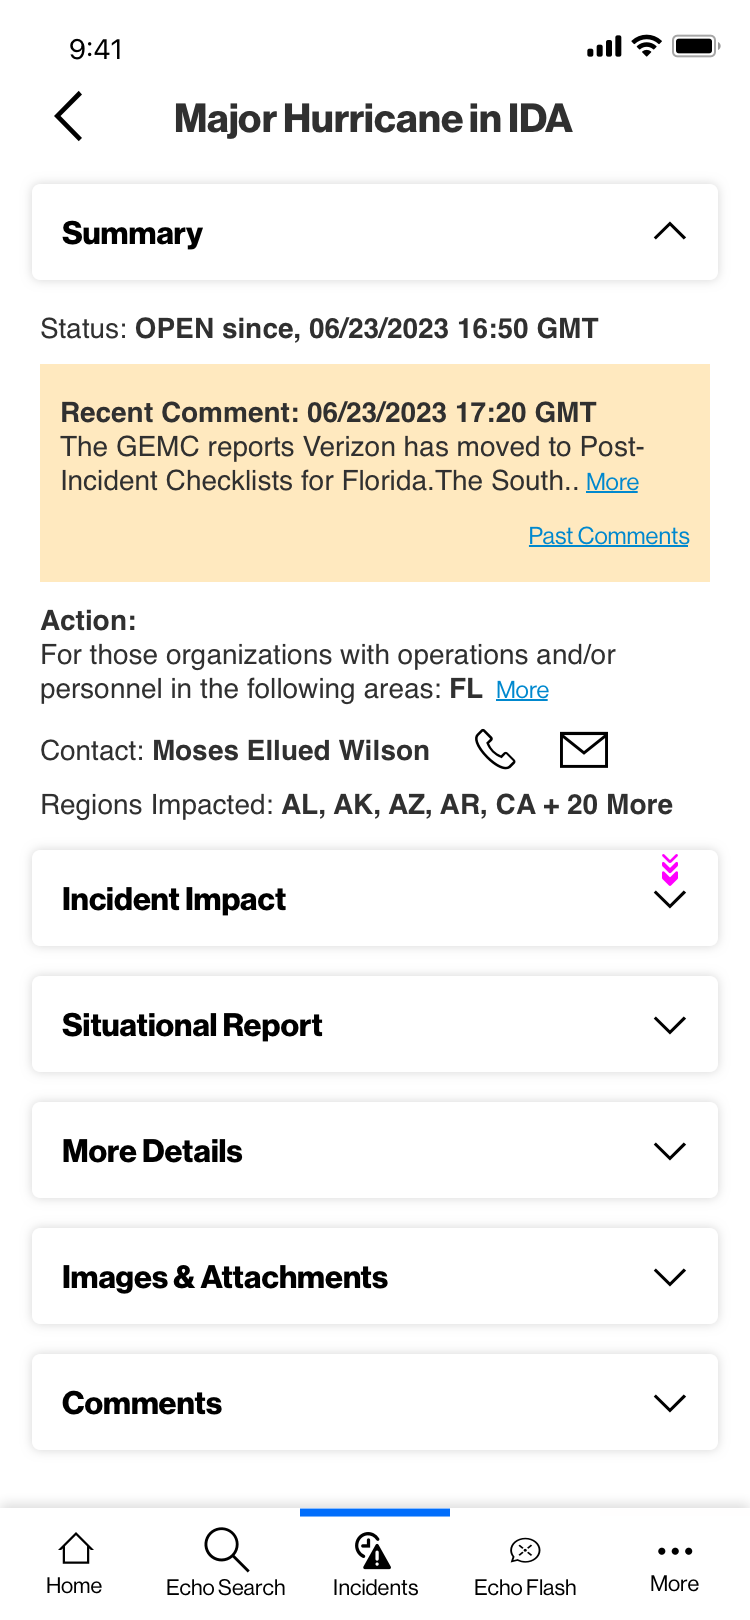 9:41
Major Hurricane in IDA
Summary
Status: OPEN since, 06/23/2023 16:50 GMT
Recent Comment: 06/23/2023 17:20 GMT
The GEMC reports Verizon has moved to Post-
Incident Checklists for Florida.The South.. More
Past Comments
Action:
For those organizations with operations and/or
personnel in the following areas: FL More
Contact: Moses Ellued Wilson
Regions Impacted: AL, AK, AZ, AR, CA + 20 More
Incident Impact
Situational Report
More Details
Images & Attachments
Comments
Home
Echo Search
Incidents
Echo Flash
More